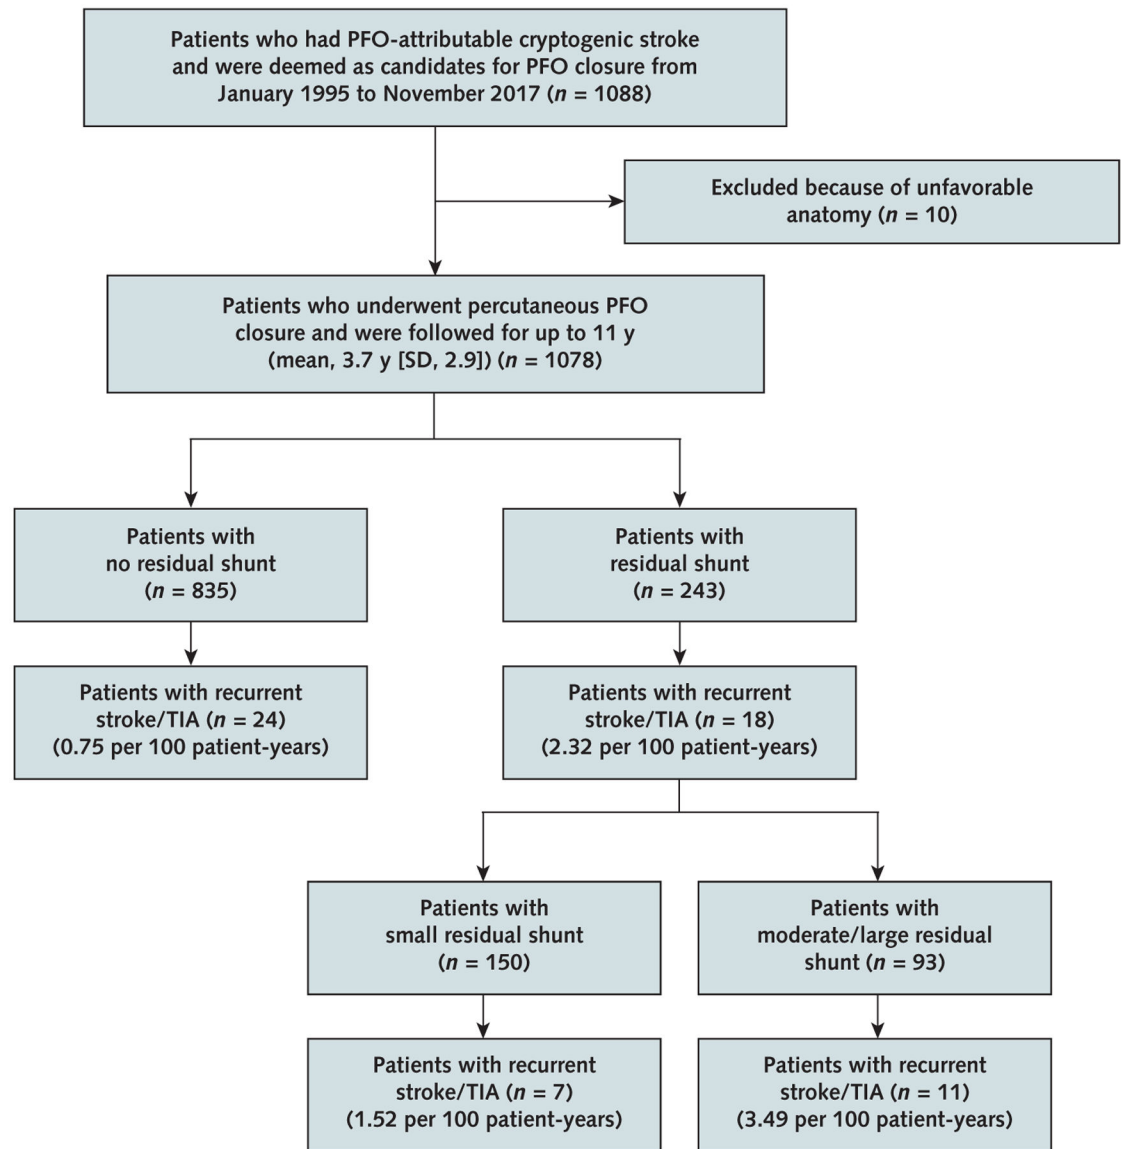 Patients who had PFO-attributable cryptogenic stroke
and were deemed as candidates for PFO closure from
January 1995 to November 2017 (n = 1088)
Excluded because of unfavorable
anatomy (n = 10)
Patients who underwent percutaneous PFO
closure and were followed for up to 11 y
(mean, 3.7 y [SD, 2.9]) (n = 1078)
Patients with
no residual shunt
(n = 835)
Patients with
residual shunt
(n = 243)
Patients with recurrent
stroke/TIA (n = 24)
(0.75 per 100 patient-years)
Patients with recurrent
stroke/TIA (n = 18)
(2.32 per 100 patient-years)
Patients with
small residual shunt
(n = 150)
Patients with
moderate/large residual
shunt (n = 93)
Patients with recurrent
stroke/TIA (n = 7)
(1.52 per 100 patient-years)
Patients with recurrent
stroke/TIA (n = 11)
(3.49 per 100 patient-years)